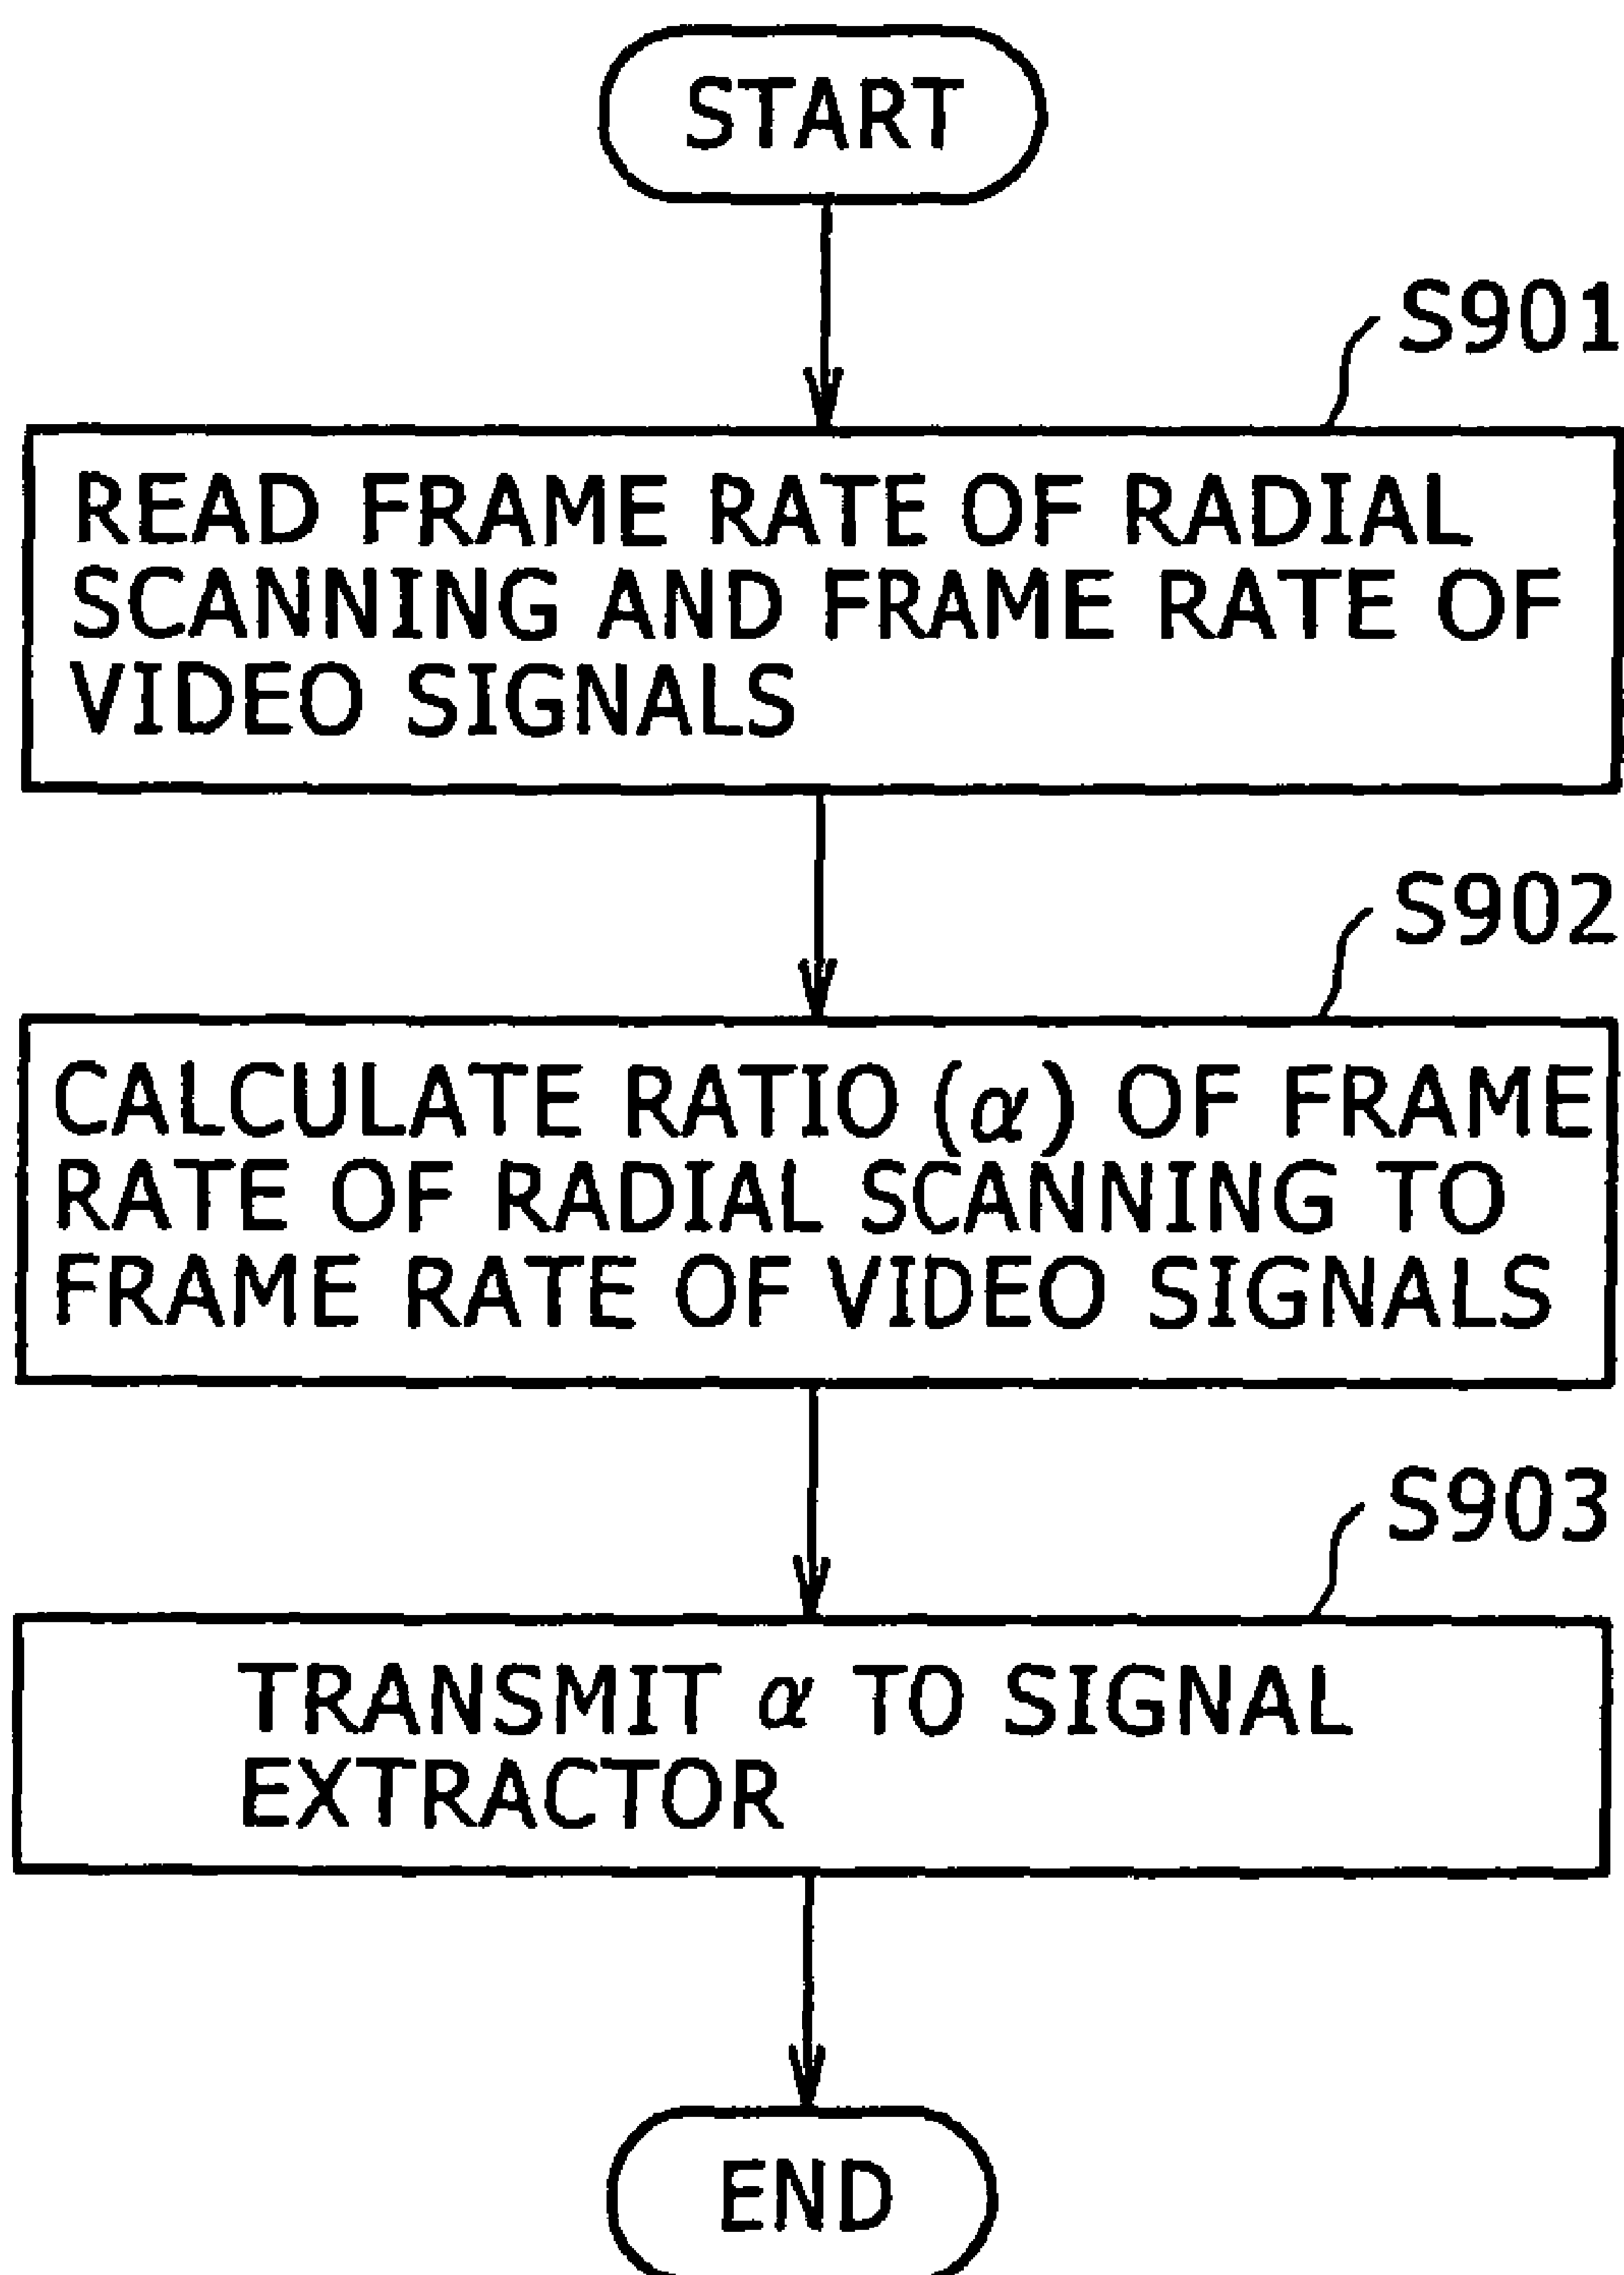 START
S901
READ FRAME RATE OF RADIAL
SCANNING AND FRAME RATE OF
VIDEO SIGNALS
S902
CALCULATE RATIO (α) OF FRAME
RATE OF RADIAL SCANNING TO
FRAME RATE OF VIDEO SIGNALS
S903
TRANSMIT α TO SIGNAL
EXTRACTOR
END